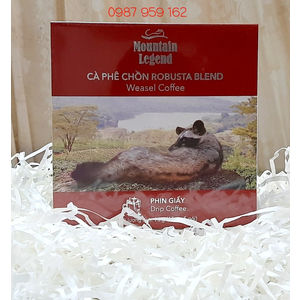 0987 959 162
Mountain
Legend
CÀ PHÊ CHỒN ROBUSTA BLEND
Weasel Coffee
PHIN GIẤY
Drip Coffee